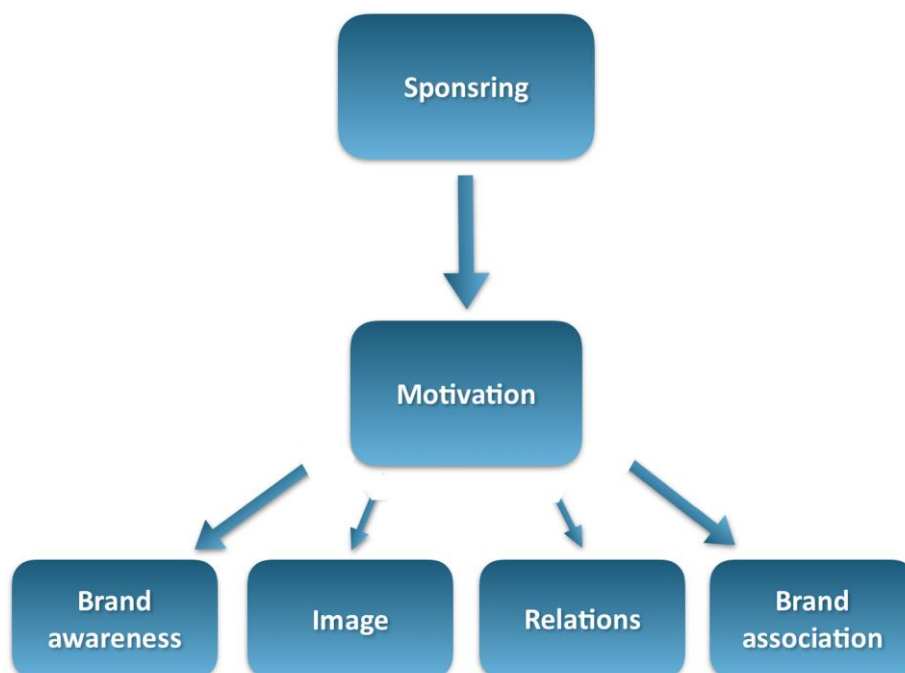 Sponsring
Motivation
Brand
awareness
Image
Relations
Brand
association